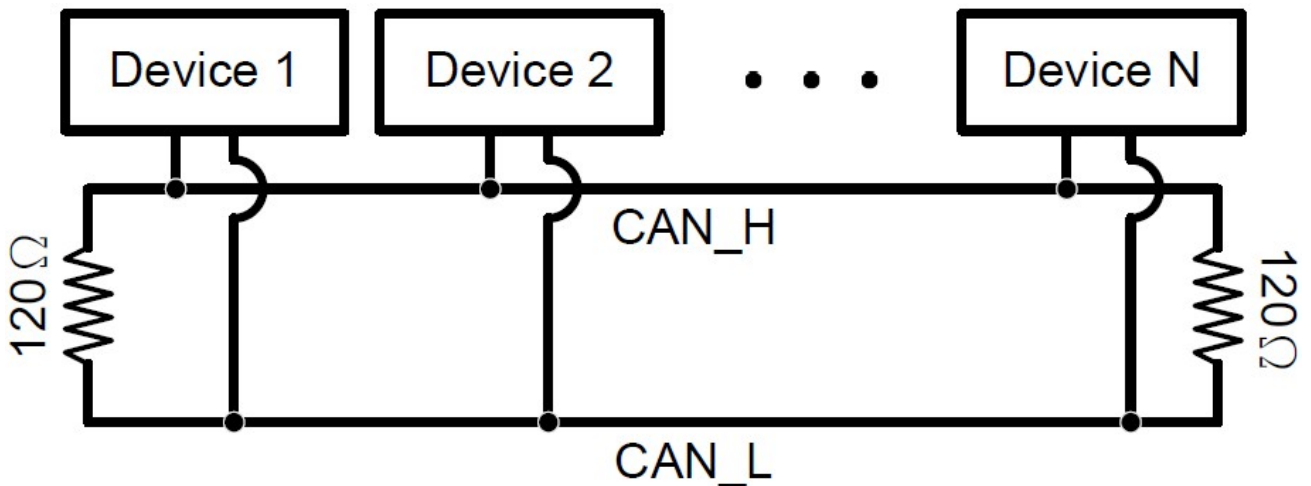 Device 1
Device 2
. . .
Device N
CAN_H
120Ω
120Ω
CAN_L